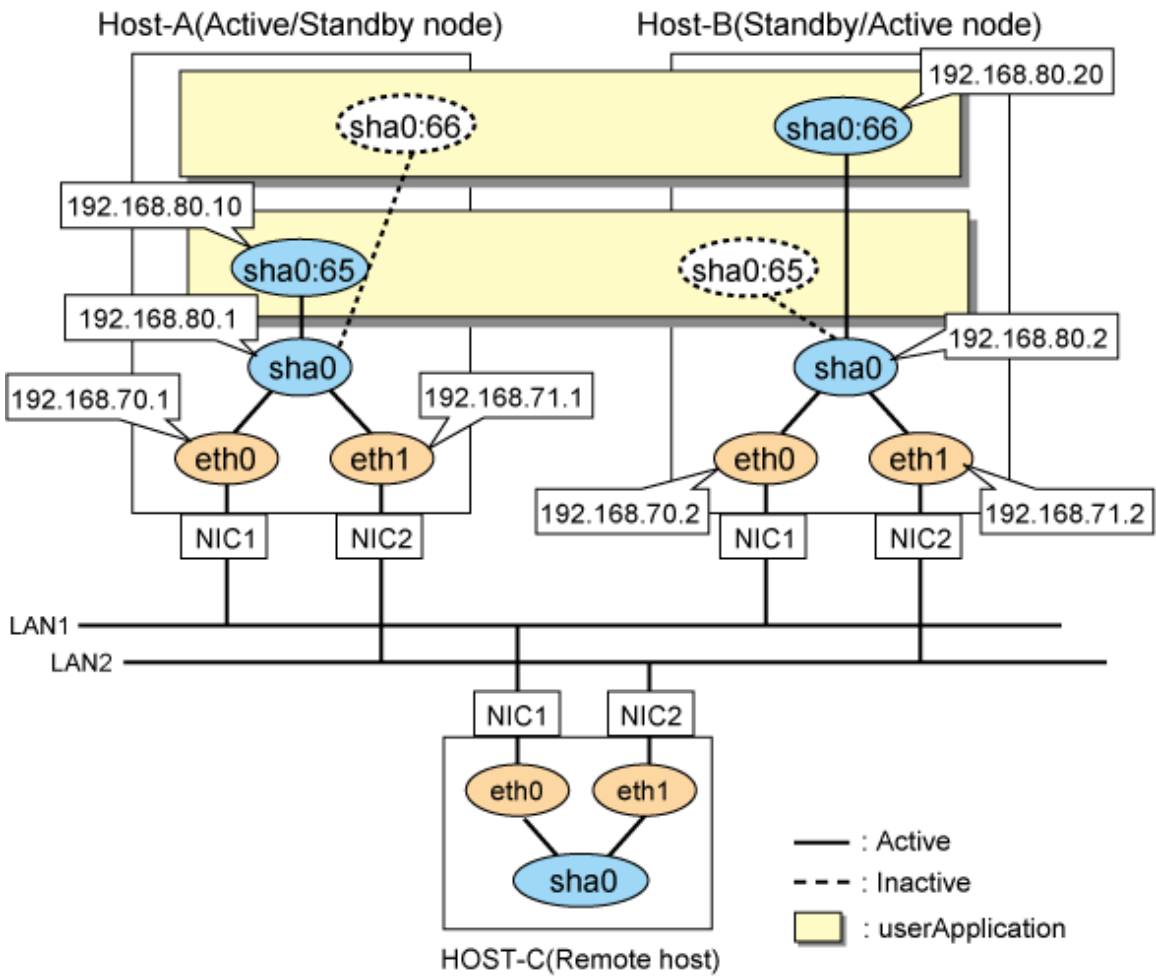 Host-A(Active/Standby node)
Host-B(Standby/Active node)
192.168.80.20
sha0:66
sha0:66
192.168.80.10
sha0:65
sha0:65
192.168.80.1
192.168.80.2
sha0
sha0
192.168.70.1
192.168.71.1
eth0
eth1
eth0
eth1
192.168.70.2
192.168.71.2
NIC1
NIC2
NIC1
NIC2
LAN1
LAN2
NIC1
NIC2
eth0
eth1
sha0
HOST-C(Remote host)
: Active
: Inactive
: userApplication